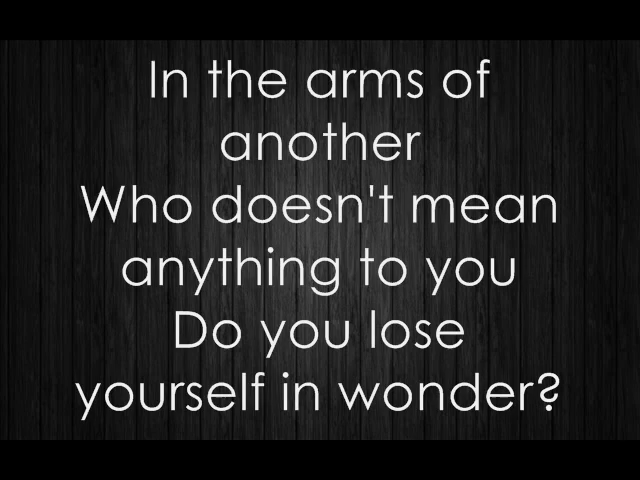 In the arms of
another
Who doesn't mean
anything to you
Do you lose
yourself in wonder?